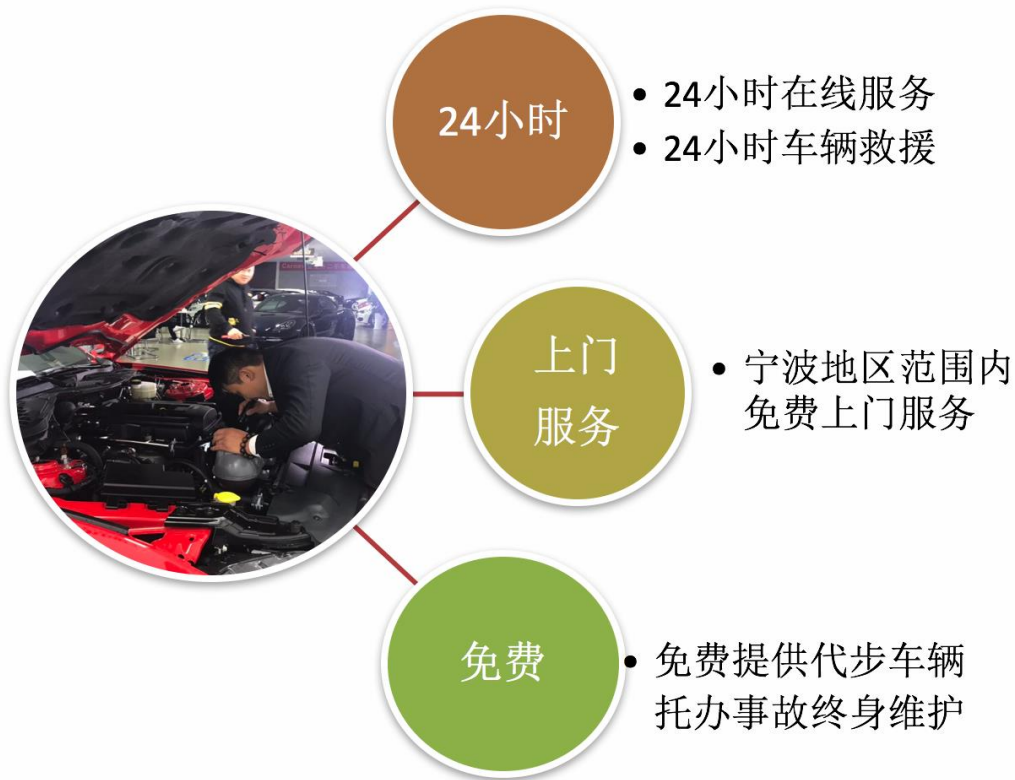 24小时
• 24小时在线服务
• 24小时车辆救援
上门
服务
• 宁波地区范围内
免费上门服务
免费
• 免费提供代步车辆
托办事故终身维护